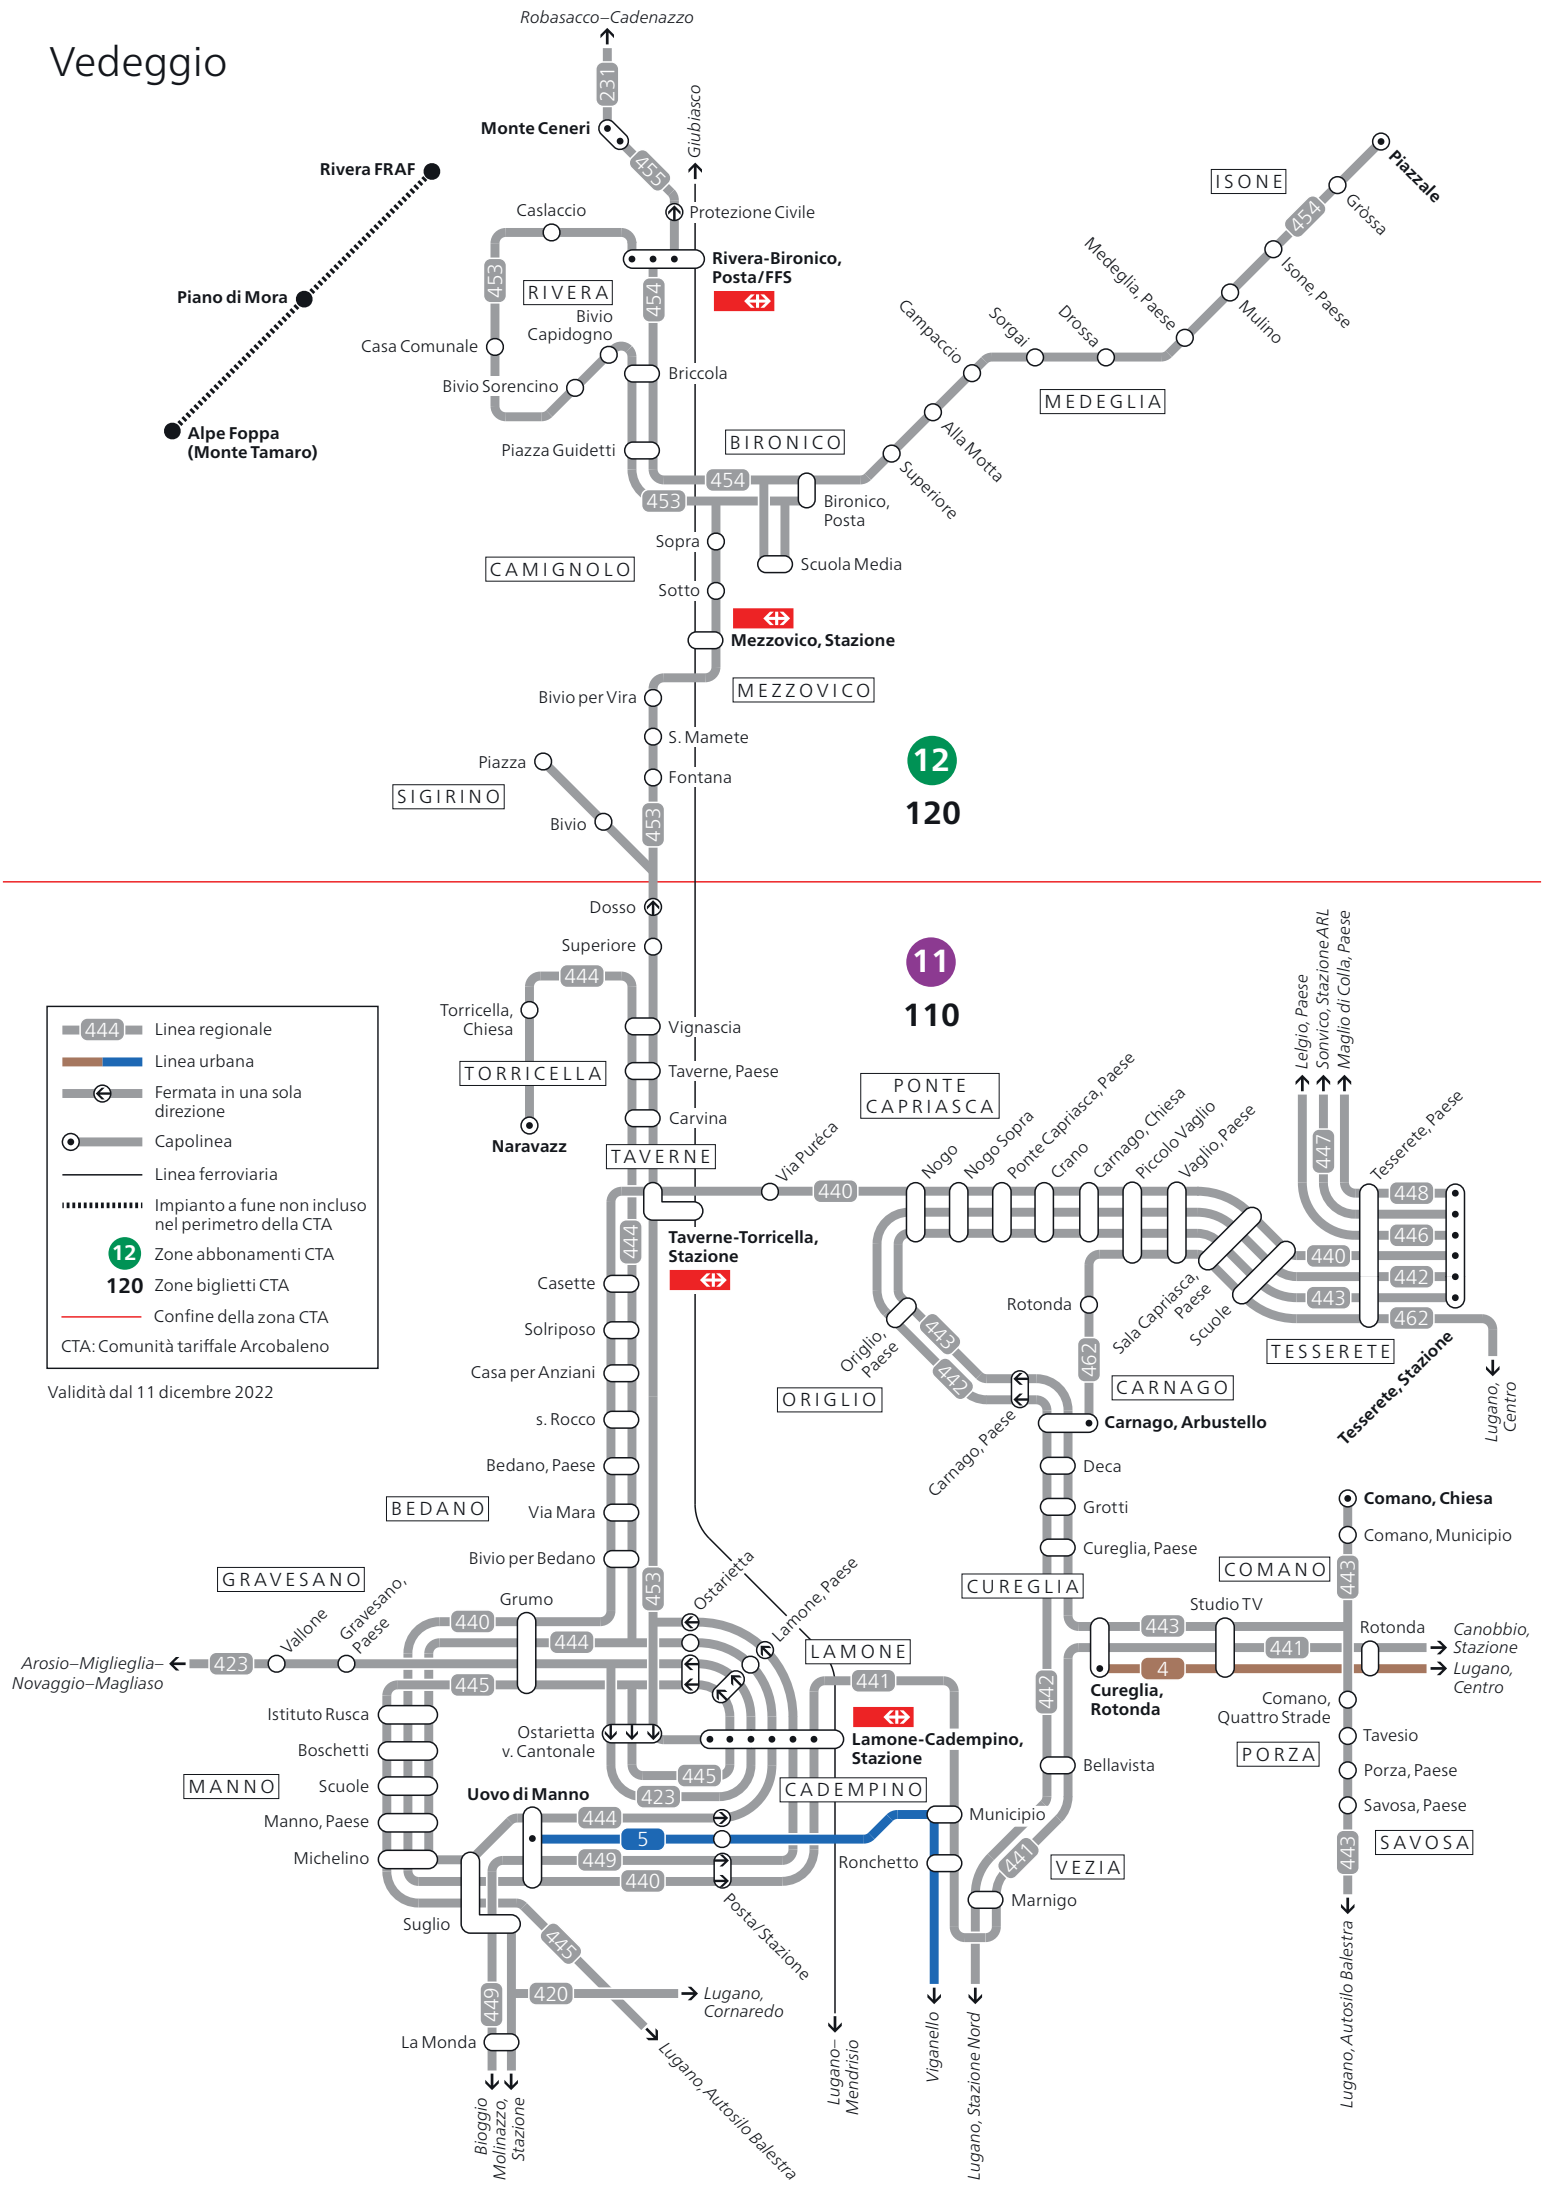 Robasacco–Cadenazzo
Vedeggio
231
Giubiasco
Monte Ceneri
455
Rivera FRAF
ISONE
Piazzale
Caslaccio
Protezione Civile
Gròssa
454
453
Rivera-Bironico,
Posta/FFS
Medeglia, Paese
Isone, Paese
Piano di Mora
RIVERA
454
Mulino
Bivio
Capidogno
Campaccio
Sorgai
Drossa
Casa Comunale
Bivio Sorencino
Briccola
MEDEGLIA
Alpe Foppa
(Monte Tamaro)
BIRONICO
Alla Motta
Piazza Guidetti
Superiore
454
453
Bironico,
Posta
Sopra
CAMIGNOLO
Scuola Media
Sotto
Mezzovico, Stazione
MEZZOVICO
Bivio per Vira
S. Mamete
Piazza
Fontana
12
120
SIGIRINO
Bivio
453
Dosso
Superiore
11
110
444
Torricella,
Chiesa
Vignascia
TORRICELLA
Taverne, Paese
Carvina
Naravazz
TAVERNE
444
Linea regionale
Linea urbana
Fermata in una sola
direzione
Capolinea
Linea ferroviaria
Impianto a fune non incluso
nel perimetro della CTA
12
Zone abbonamenti CTA
120
Zone biglietti CTA
Confine della zona CTA
CTA: Comunità tariffale Arcobaleno
Validità dal 11 dicembre 2022
Lelgio, Paese
Sonvico, Stazione ARL
Maglio di Colla, Paese
447
PONTE
CAPRIASCA
Via Puréca
440
Nogo
Nogo Sopra
Ponte Capriasca, Paese
Crano
Carnago, Chiesa
Piccolo Vaglio
Vaglio, Paese
Tesserete, Paese
448
446
440
442
443
462
Taverne-Torricella,
Stazione
444
Casette
Solriposo
Casa per Anziani
s. Rocco
Bedano, Paese
Via Mara
Bivio per Bedano
BEDANO
Rotonda
Sala Capriasca,
Paese
Scuole
TESSERETE
Tesserete, Stazione
Lugano,
Centro
Origlio,
Paese
443
442
462
ORIGLIO
CARNAGO
Carnago, Paese
Carnago, Arbustello
Deca
Grotti
Cureglia, Paese
CUREGLIA
Comano, Chiesa
Comano, Municipio
COMANO
443
GRAVESANO
Grumo
453
Ostarietta
Lamone, Paese
Studio TV
Vallone
Gravesano,
Paese
440
444
LAMONE
443
441
Rotonda
Canobbio,
Stazione
Arosio–Miglieglia–
Novaggio–Magliaso
423
445
441
442
4
Lugano,
Centro
Cureglia,
Rotonda
Comano,
Quattro Strade
Istituto Rusca
Ostarietta
v. Cantonale
Lamone-Cadempino,
Stazione
Tavesio
Boschetti
PORZA
Bellavista
Porza, Paese
MANNO
Scuole
445
423
CADEMPINO
Uovo di Manno
Savosa, Paese
Manno, Paese
444
Municipio
5
SAVOSA
Michelino
449
Ronchetto
441
VEZIA
443
440
Marnigo
Suglio
Posta/Stazione
445
449
420
Lugano,
Cornaredo
La Monda
Lugano, Autosilo Balestra
Lugano–
Mendrisio
Viganello
Lugano, Stazione Nord
Lugano, Autosilo Balestra
Bioggio
Molinazzo,
Stazione